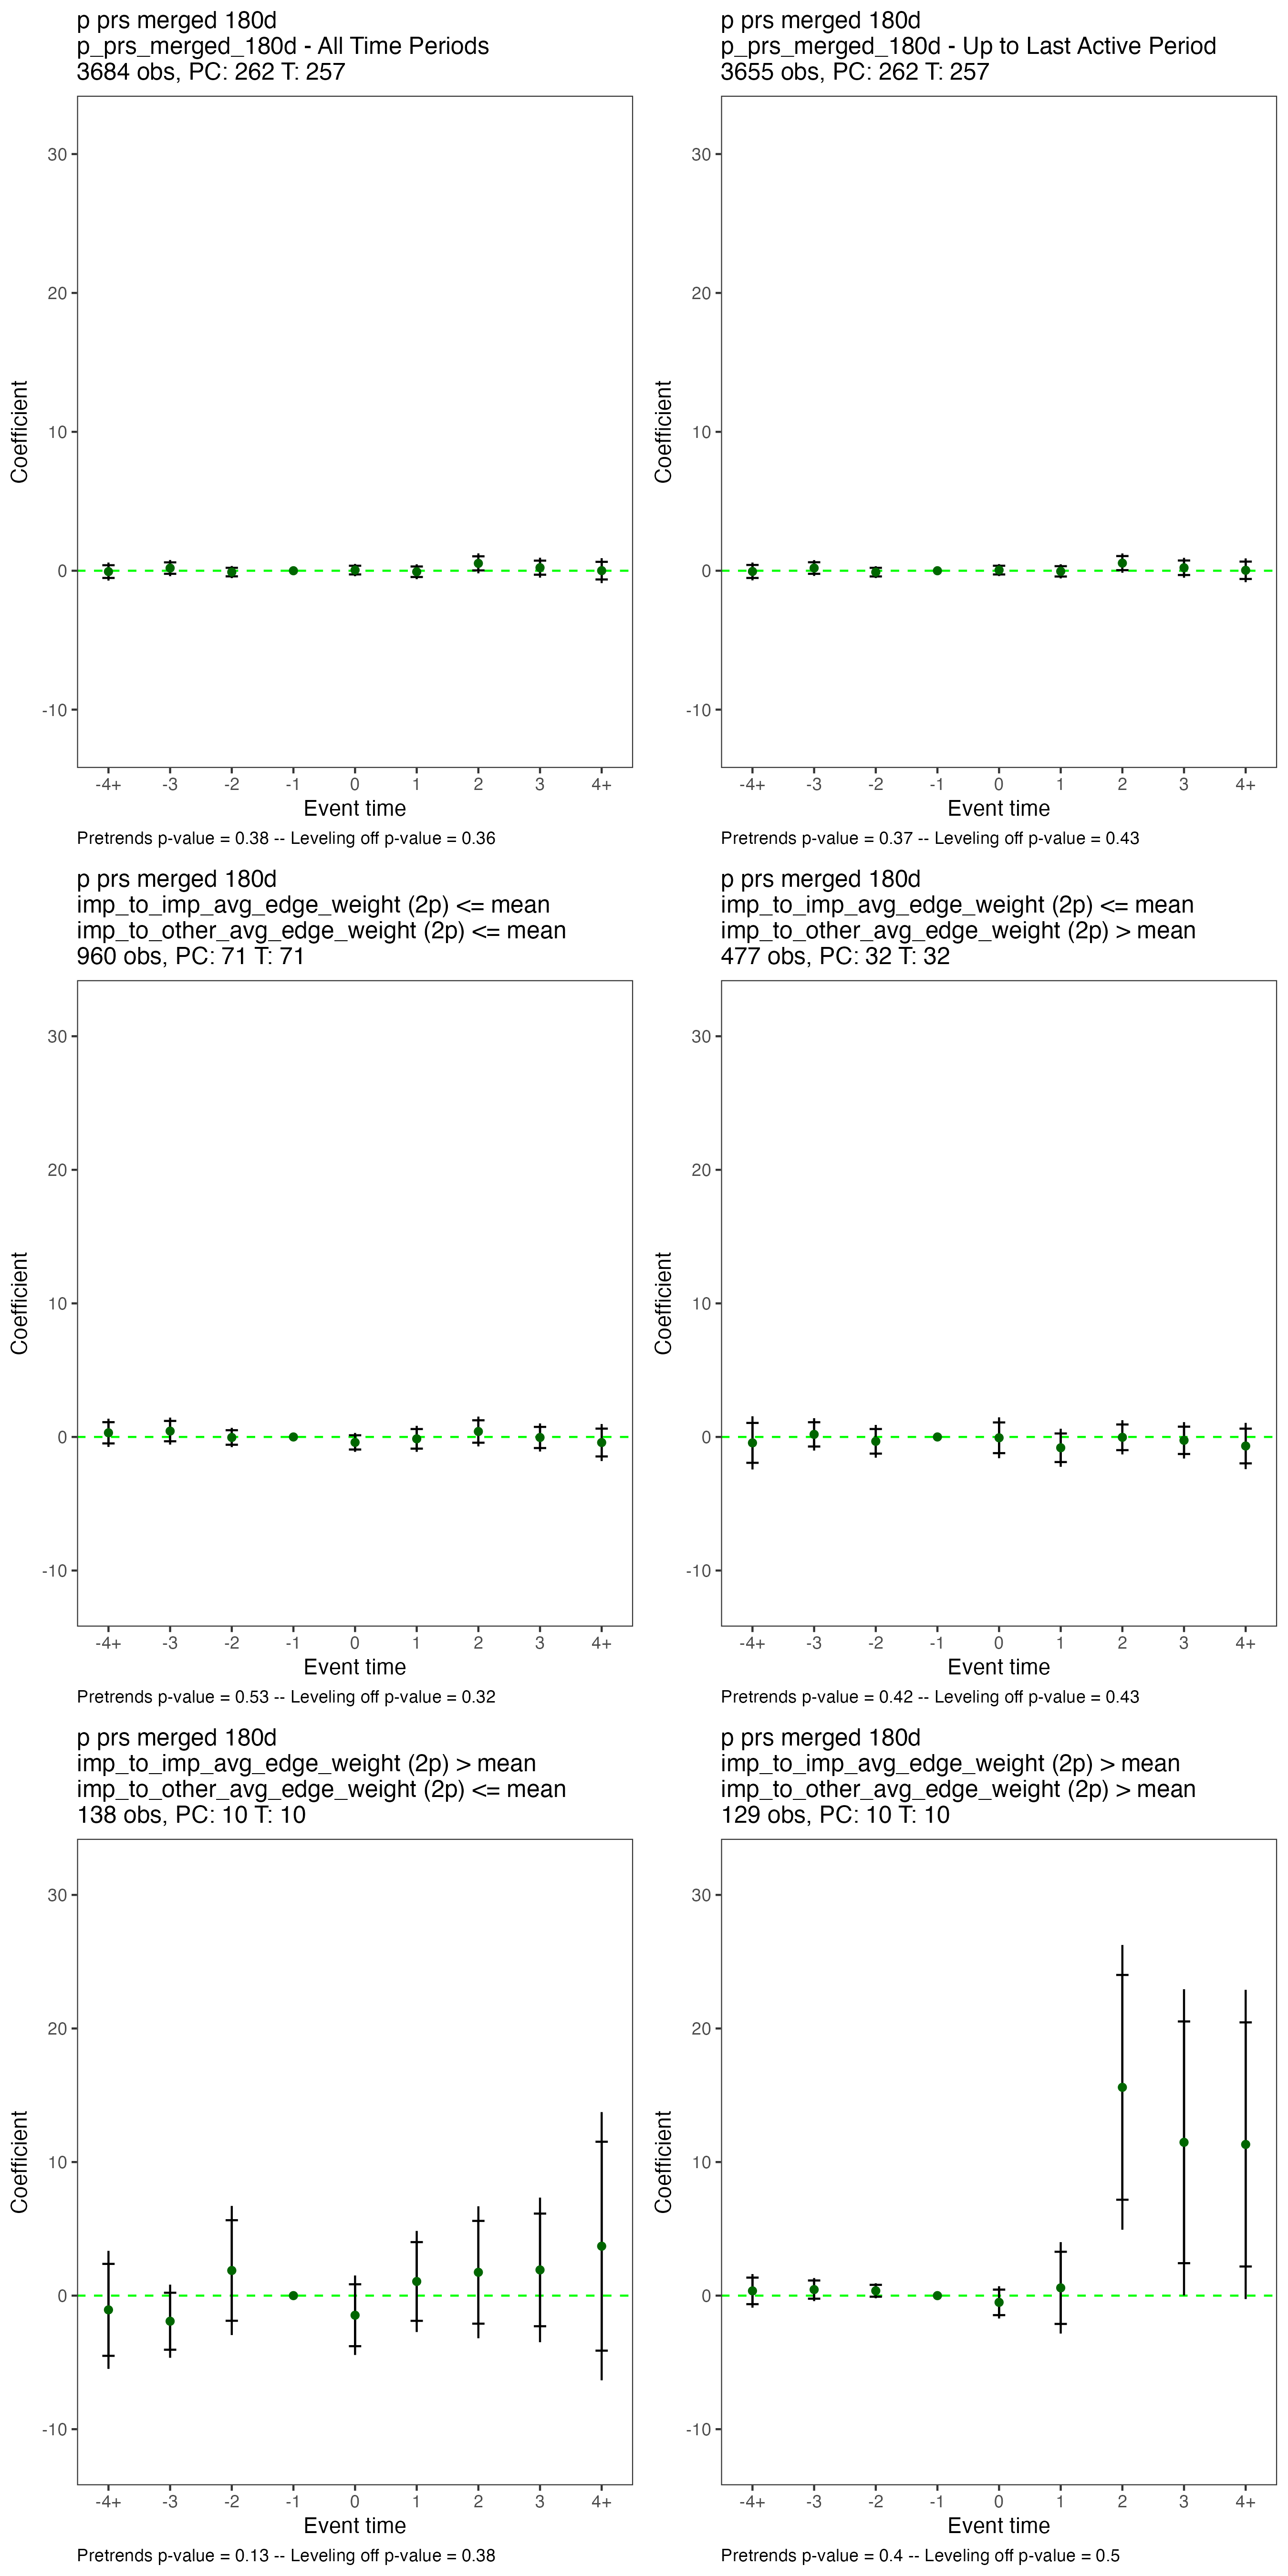 p prs merged 180d
p_prs_merged_180d - All Time Periods
3684 obs, PC: 262 T: 257
30
20
10
0
-10
Coefficient
-4+ -3 -2 -1 0 1 2 3 4+
Event time
Pretrends p-value = 0.38 -- Leveling off p-value = 0.36
p prs merged 180d
p_prs_merged_180d - Up to Last Active Period
3655 obs, PC: 262 T: 257
30
20
10
0
-10
Coefficient
-4+ -3 -2 -1 0 1 2 3 4+
Event time
Pretrends p-value = 0.37 -- Leveling off p-value = 0.43
p prs merged 180d
imp_to_imp_avg_edge_weight (2p) <= mean
imp_to_other_avg_edge_weight (2p) <= mean
960 obs, PC: 71 T: 71
30
20
10
0
-10
Coefficient
-4+ -3 -2 -1 0 1 2 3 4+
Event time
Pretrends p-value = 0.53 -- Leveling off p-value = 0.32
p prs merged 180d
imp_to_imp_avg_edge_weight (2p) <= mean
imp_to_other_avg_edge_weight (2p) > mean
477 obs, PC: 32 T: 32
30
20
10
0
-10
Coefficient
-4+ -3 -2 -1 0 1 2 3 4+
Event time
Pretrends p-value = 0.42 -- Leveling off p-value = 0.43
p prs merged 180d
imp_to_imp_avg_edge_weight (2p) > mean
imp_to_other_avg_edge_weight (2p) <= mean
138 obs, PC: 10 T: 10
30
20
10
0
-10
Coefficient
-4+ -3 -2 -1 0 1 2 3 4+
Event time
Pretrends p-value = 0.13 -- Leveling off p-value = 0.38
p prs merged 180d
imp_to_imp_avg_edge_weight (2p) > mean
imp_to_other_avg_edge_weight (2p) > mean
129 obs, PC: 10 T: 10
30
20
10
0
-10
Coefficient
-4+ -3 -2 -1 0 1 2 3 4+
Event time
Pretrends p-value = 0.4 -- Leveling off p-value = 0.5